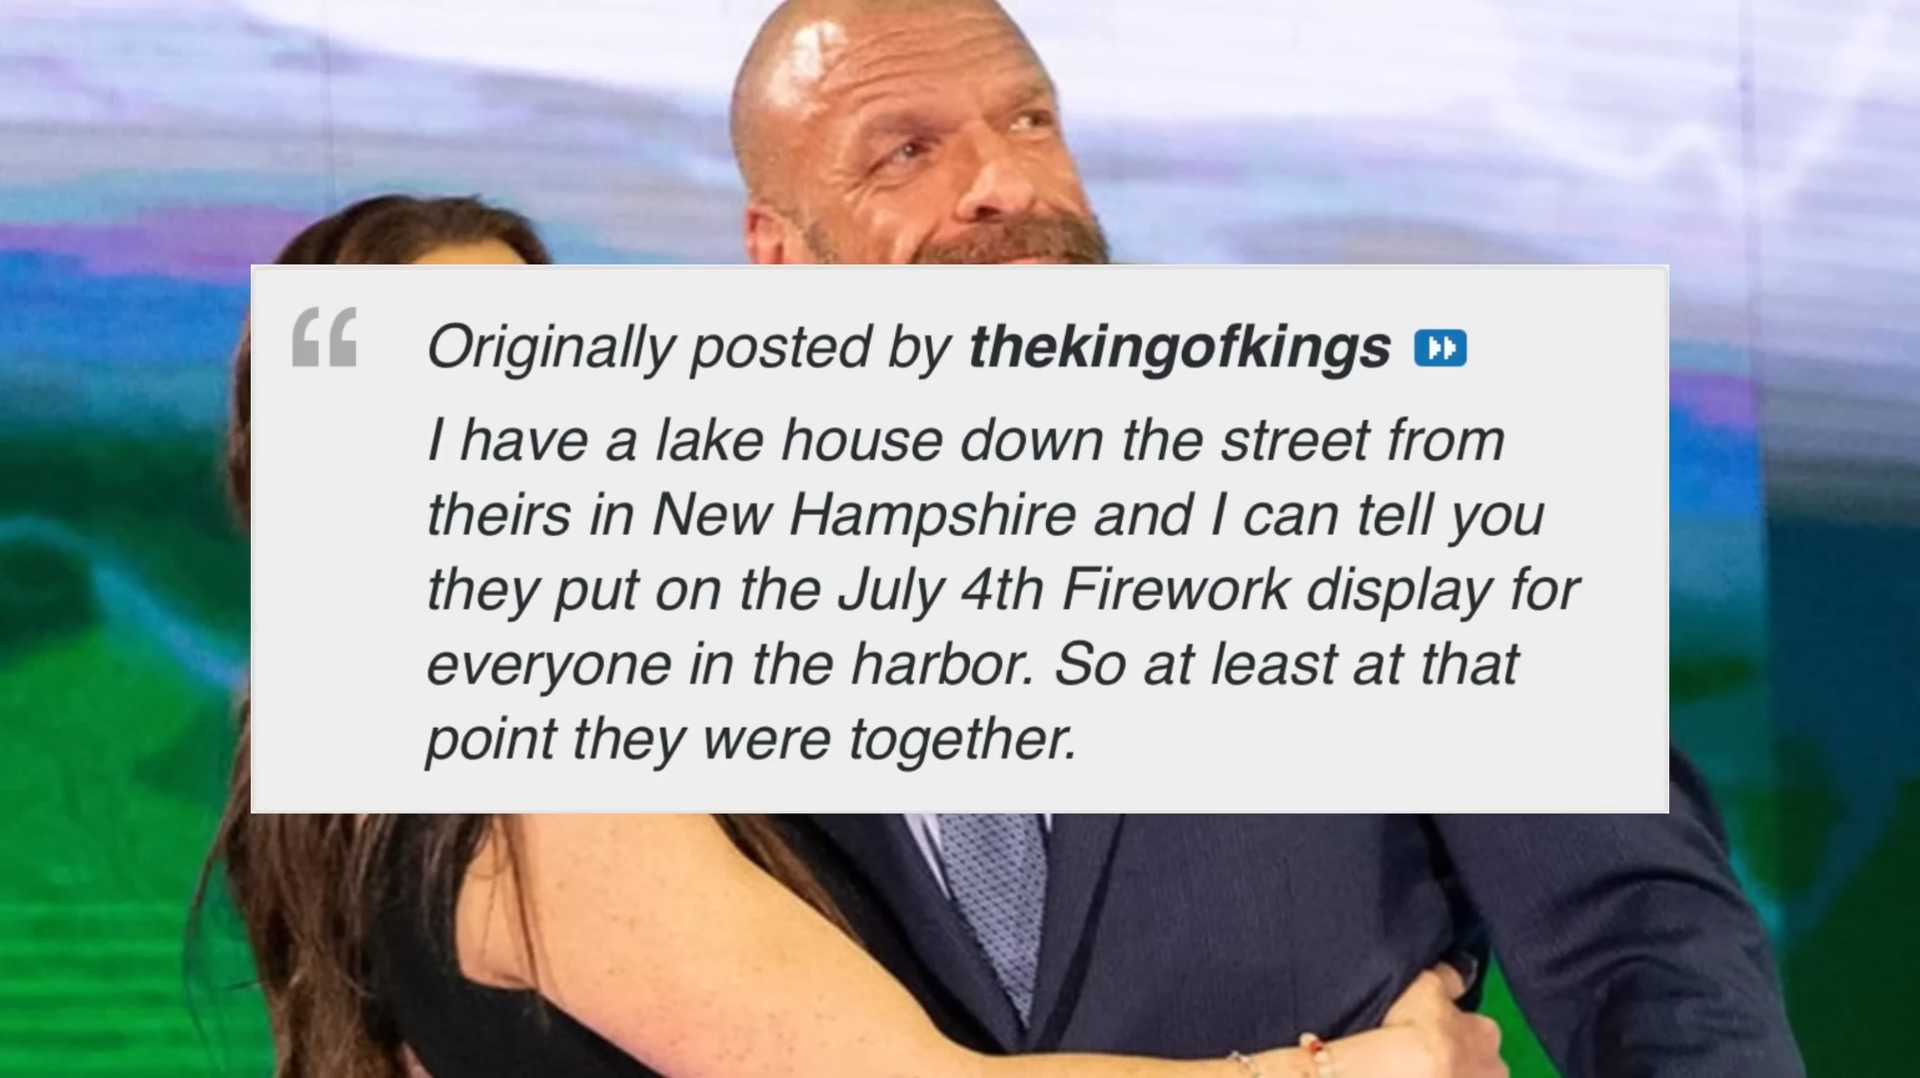 Originally posted by thekingofkings
I have a lake house down the street from
theirs in New Hampshire and I can tell you
they put on the July 4th Firework display for
everyone in the harbor. So at least at that
point they were together.